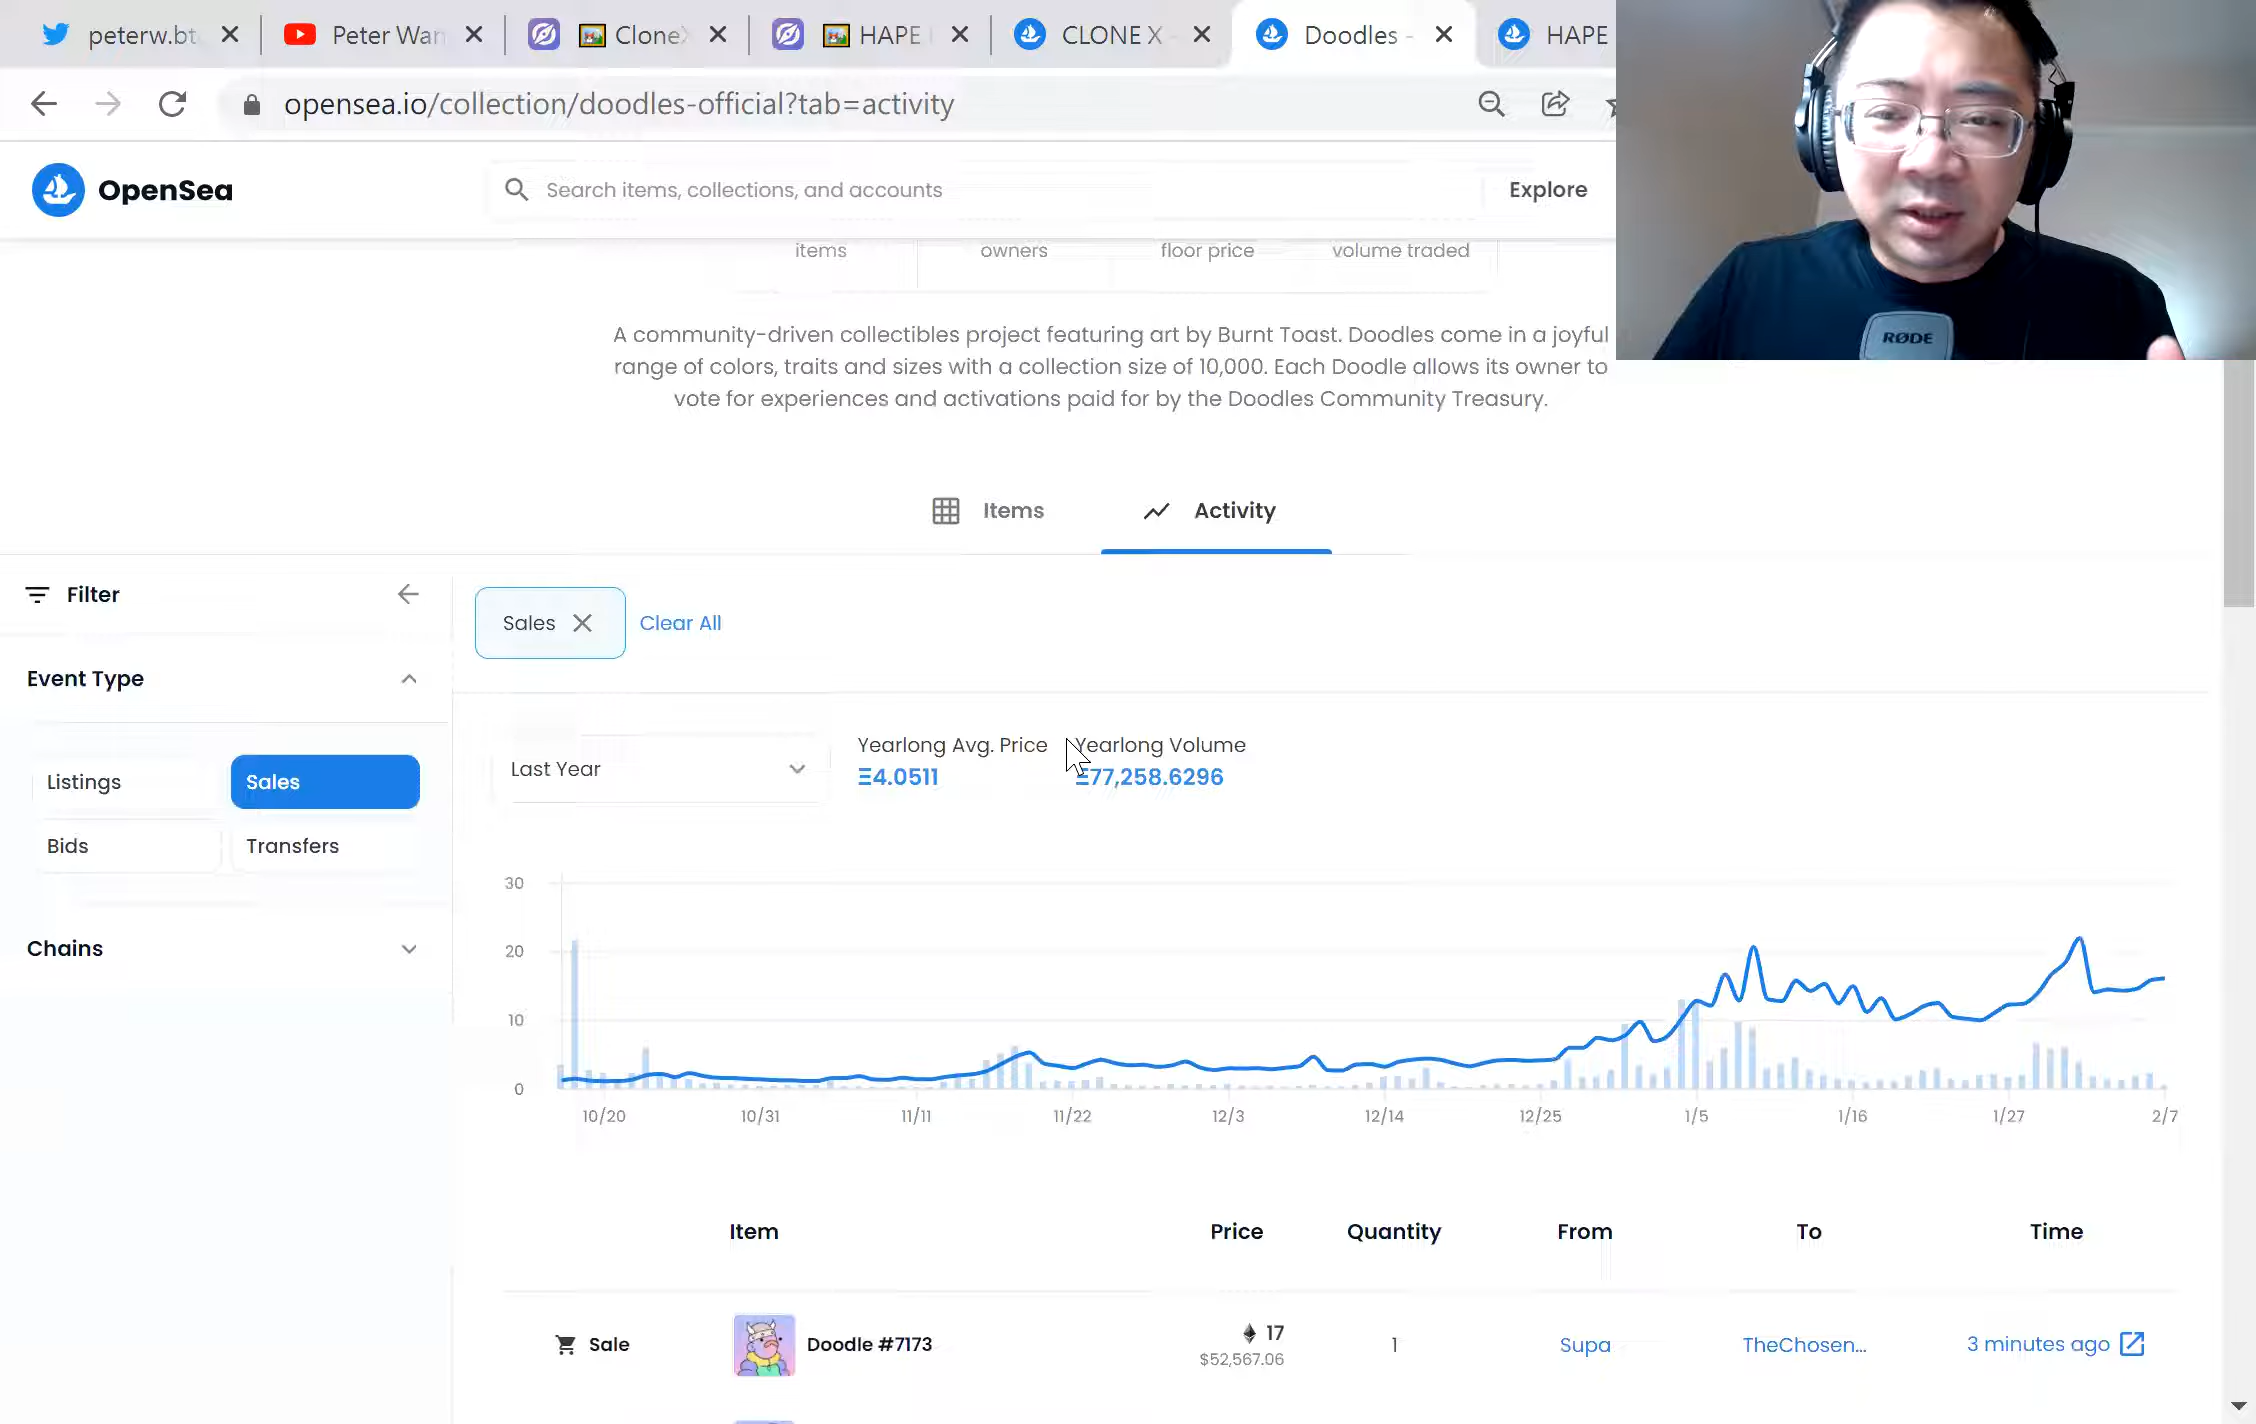 peterw.bt
Peter Wan
Clone
HAPE
CLONE X -
Doodles -
HAPE
opensea.io/collection/doodles-official?tab=activity
OpenSea
Search items, collections, and accounts
Explore
items
owners
floor price
volume traded
A community-driven collectibles project featuring art by Burnt Toast. Doodles come in a joyful
range of colors, traits and sizes with a collection size of 10,000. Each Doodle allows its owner to
vote for experiences and activations paid for by the Doodles Community Treasury.
RØDE
Items
Activity
Filter
Sales
Clear All
Event Type
Listings
Sales
Bids
Transfers
Chains
Last Year
Yearlong Avg. Price
Ξ4.0511
Yearlong Volume
Ξ77,258.6296
30
20
10
0
10/20
10/31
11/11
11/22
12/3
12/14
12/25
1/5
1/16
1/27
2/7
Item
Price
Quantity
From
To
Time
Sale
Doodle #7173
17
$52,567.06
1
Supa
TheChosen...
3 minutes ago